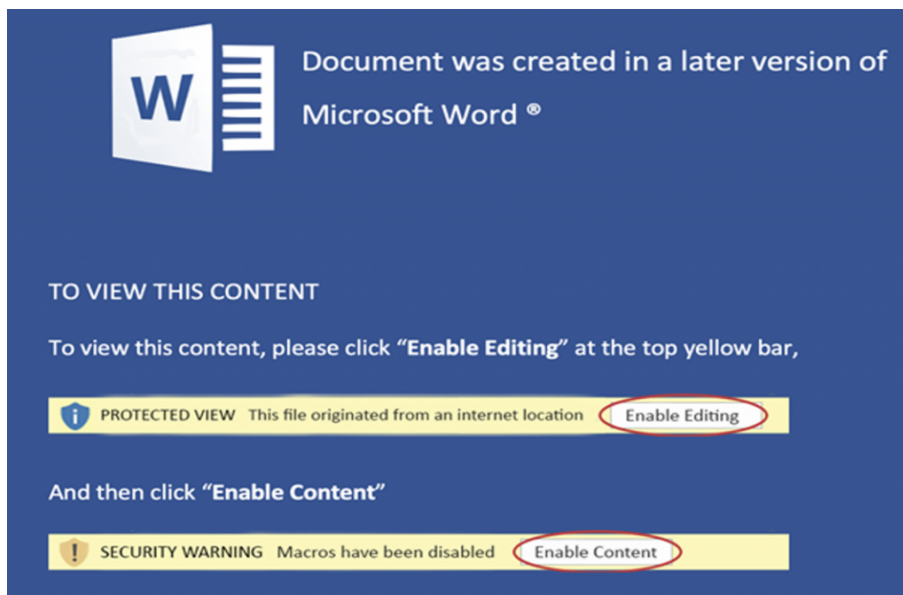 W
Document was created in a later version of
Microsoft Word ®
TO VIEW THIS CONTENT
To view this content, please click “Enable Editing” at the top yellow bar,
PROTECTED VIEW This file originated from an internet location Enable Editing
And then click “Enable Content”
SECURITY WARNING Macros have been disabled Enable Content